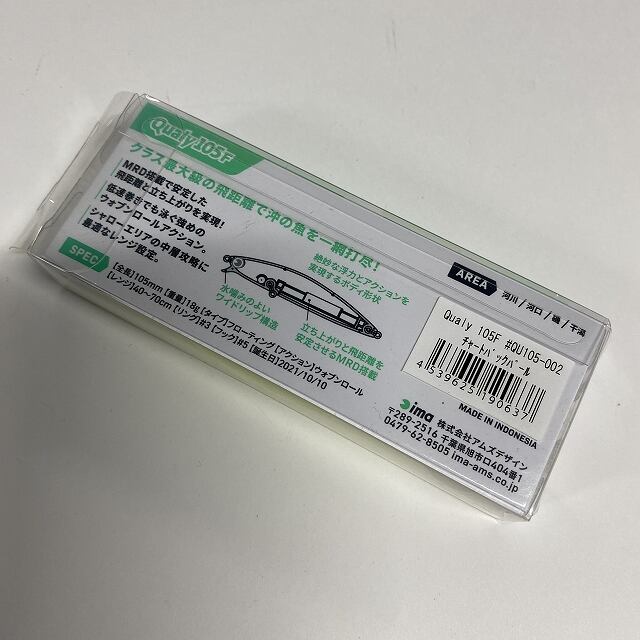 Qualy 105F
クラス最大級の飛距離で沖の魚を一網打尽!
MRD搭載で安定した
飛距離と立ち上がりを実現!
低速巻きでも泳ぐ強めの
ウォブンロールアクション。
シャローエリアの中層攻略に
最適なレンジ設定。
絶妙な浮力とアクションを
実現するボディ形状
水噛みのよい
ワイドリップ構造
立ち上がりと飛距離を
安定させるMRD搭載
AREA
河川/河口/磯/干潟
SPEC
【全長】105mm【重量】18g【タイプ】フローティング【アクション】ウォブンロール
【レンジ】40〜70cm【リング】#3【フック】#5【誕生日】2021/10/10
Qualy 105F #QU105-002
チャートバックパール
4539625190637
MADE IN INDONESIA
ima 株式会社アムズデザイン
〒289-2516 千葉県旭市ロ404番1
0479-62-8505 ima-ams.co.jp